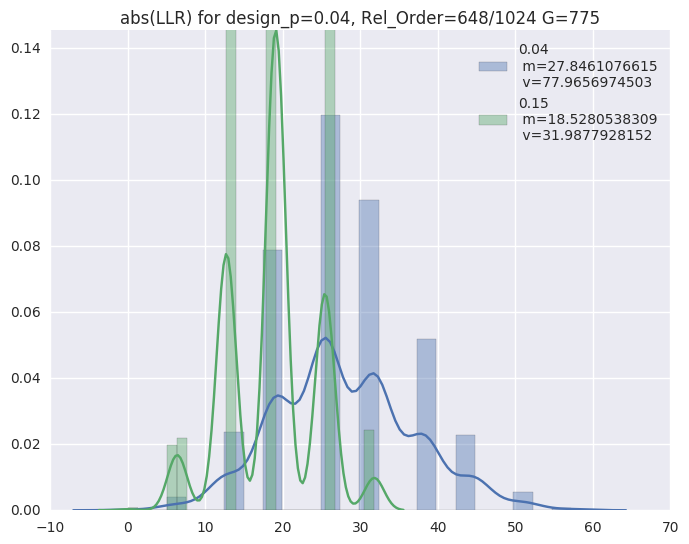 abs(LLR) for design_p=0.04, Rel_Order=648/1024 G=775
0.04
m=27.8461076615
v=77.9656974503
0.15
m=18.5280538309
v=31.9877928152
0.14
0.12
0.10
0.08
0.06
0.04
0.02
0.00
-10 0 10 20 30 40 50 60 70